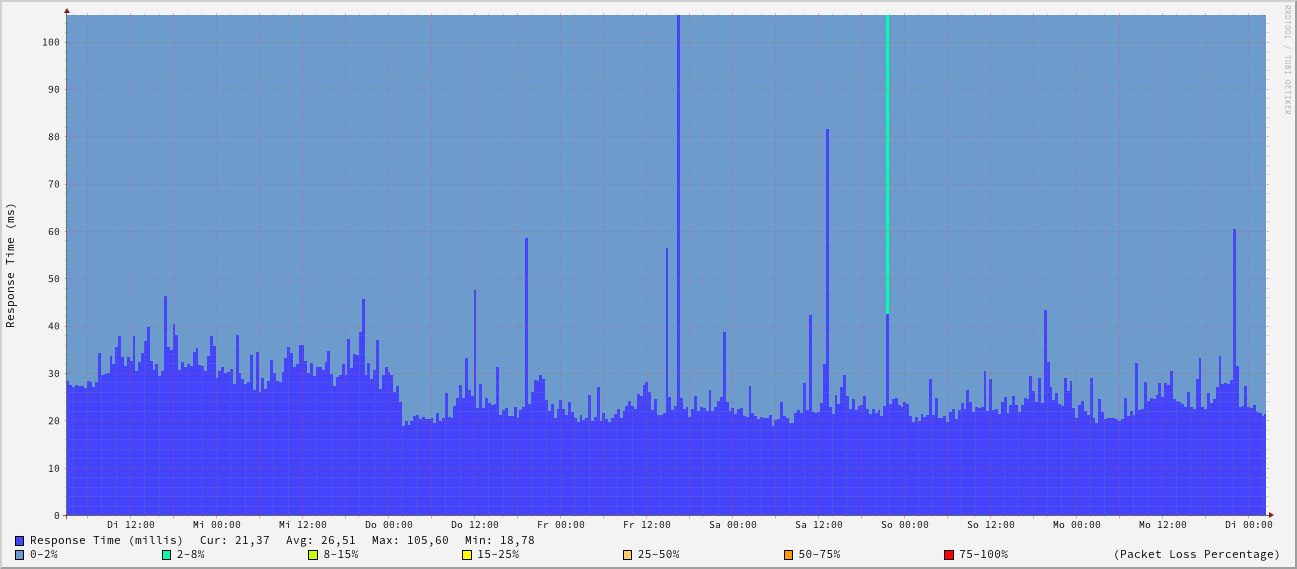 RRDTOOL / TOBI OETIKER
Response Time (ms)
100
90
80
70
60
50
40
30
20
10
0
Di 12:00 Mi 00:00 Mi 12:00 Do 00:00 Do 12:00 Fr 00:00 Fr 12:00 Sa 00:00 Sa 12:00 So 00:00 So 12:00 Mo 00:00 Mo 12:00 Di 00:00
Response Time (millis) Cur: 21,37 Avg: 26,51 Max: 105,60 Min: 18,78
0-2% 2-8% 8-15% 15-25% 25-50% 50-75% 75-100% (Packet Loss Percentage)